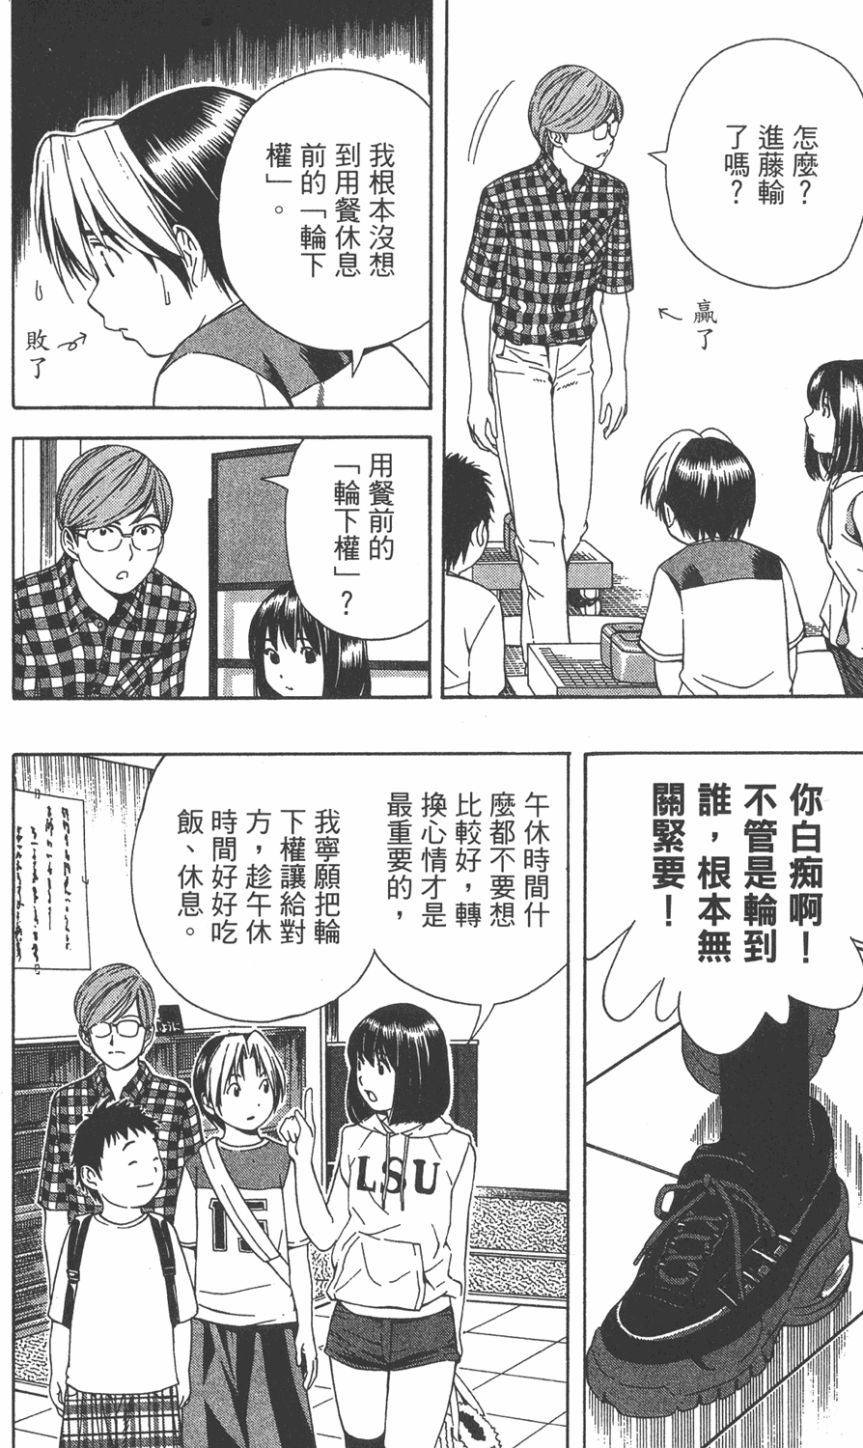 怎麼？
進藤輸
了嗎？
贏
了
我根本沒想
到用餐休息
前的「輪下
權」。
敗
了
用餐前的
「輪下權」？
你白痴啊！
不管是輪到
誰，根本無
關緊要！
午休時間什
麼都不要想
比較好，轉
換心情才是
最重要的，
我寧願把輪
下權讓給對
方，趁午休
時間好好吃
飯、休息。
ように
LSU
15